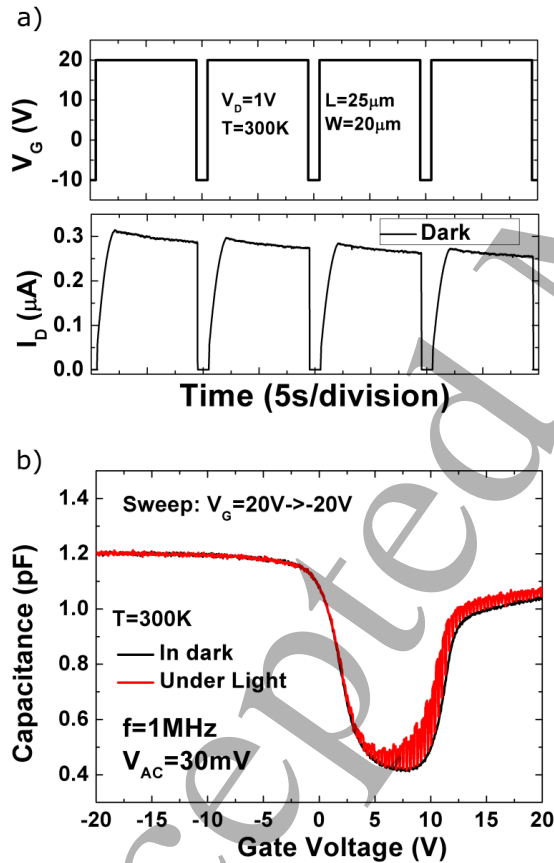 a)
20
10
0
-10
V_G (V)
V_D=1V
T=300K
L=25μm
W=20μm
0.3
0.2
0.1
0.0
I_D (μA)
Dark
Time (5s/division)
b)
1.4
1.2
1.0
0.8
0.6
0.4
Capacitance (pF)
Sweep: V_G=20V->-20V
T=300K
In dark
Under Light
f=1MHz
V_AC=30mV
-20 -15 -10 -5 0 5 10 15 20
Gate Voltage (V)
cepted